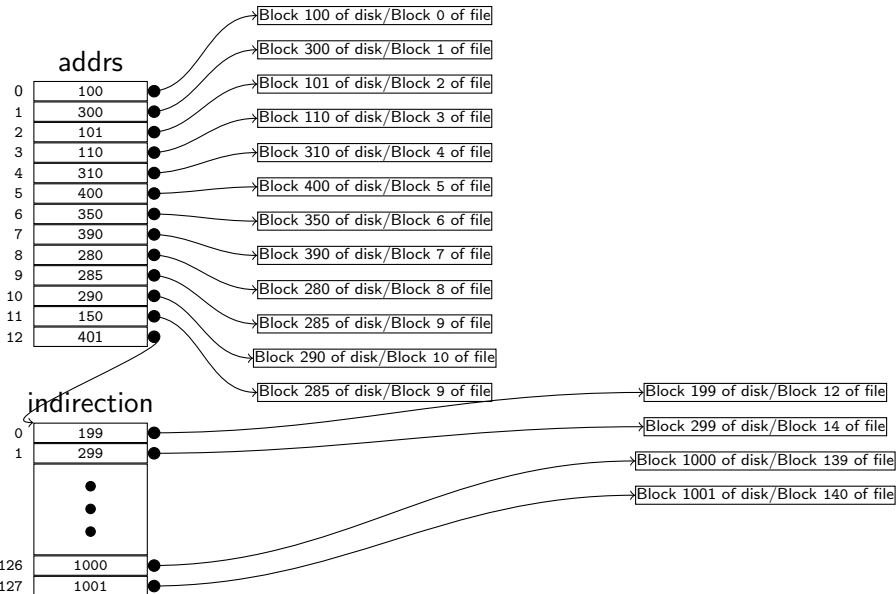 addrs
0 100
1 300
2 101
3 110
4 310
5 400
6 350
7 390
8 280
9 285
10 290
11 150
12 401
Block 100 of disk/Block 0 of file
Block 300 of disk/Block 1 of file
Block 101 of disk/Block 2 of file
Block 110 of disk/Block 3 of file
Block 310 of disk/Block 4 of file
Block 400 of disk/Block 5 of file
Block 350 of disk/Block 6 of file
Block 390 of disk/Block 7 of file
Block 280 of disk/Block 8 of file
Block 285 of disk/Block 9 of file
Block 290 of disk/Block 10 of file
Block 285 of disk/Block 9 of file
indirection
0 199
1 299
126 1000
127 1001
Block 199 of disk/Block 12 of file
Block 299 of disk/Block 14 of file
Block 1000 of disk/Block 139 of file
Block 1001 of disk/Block 140 of file